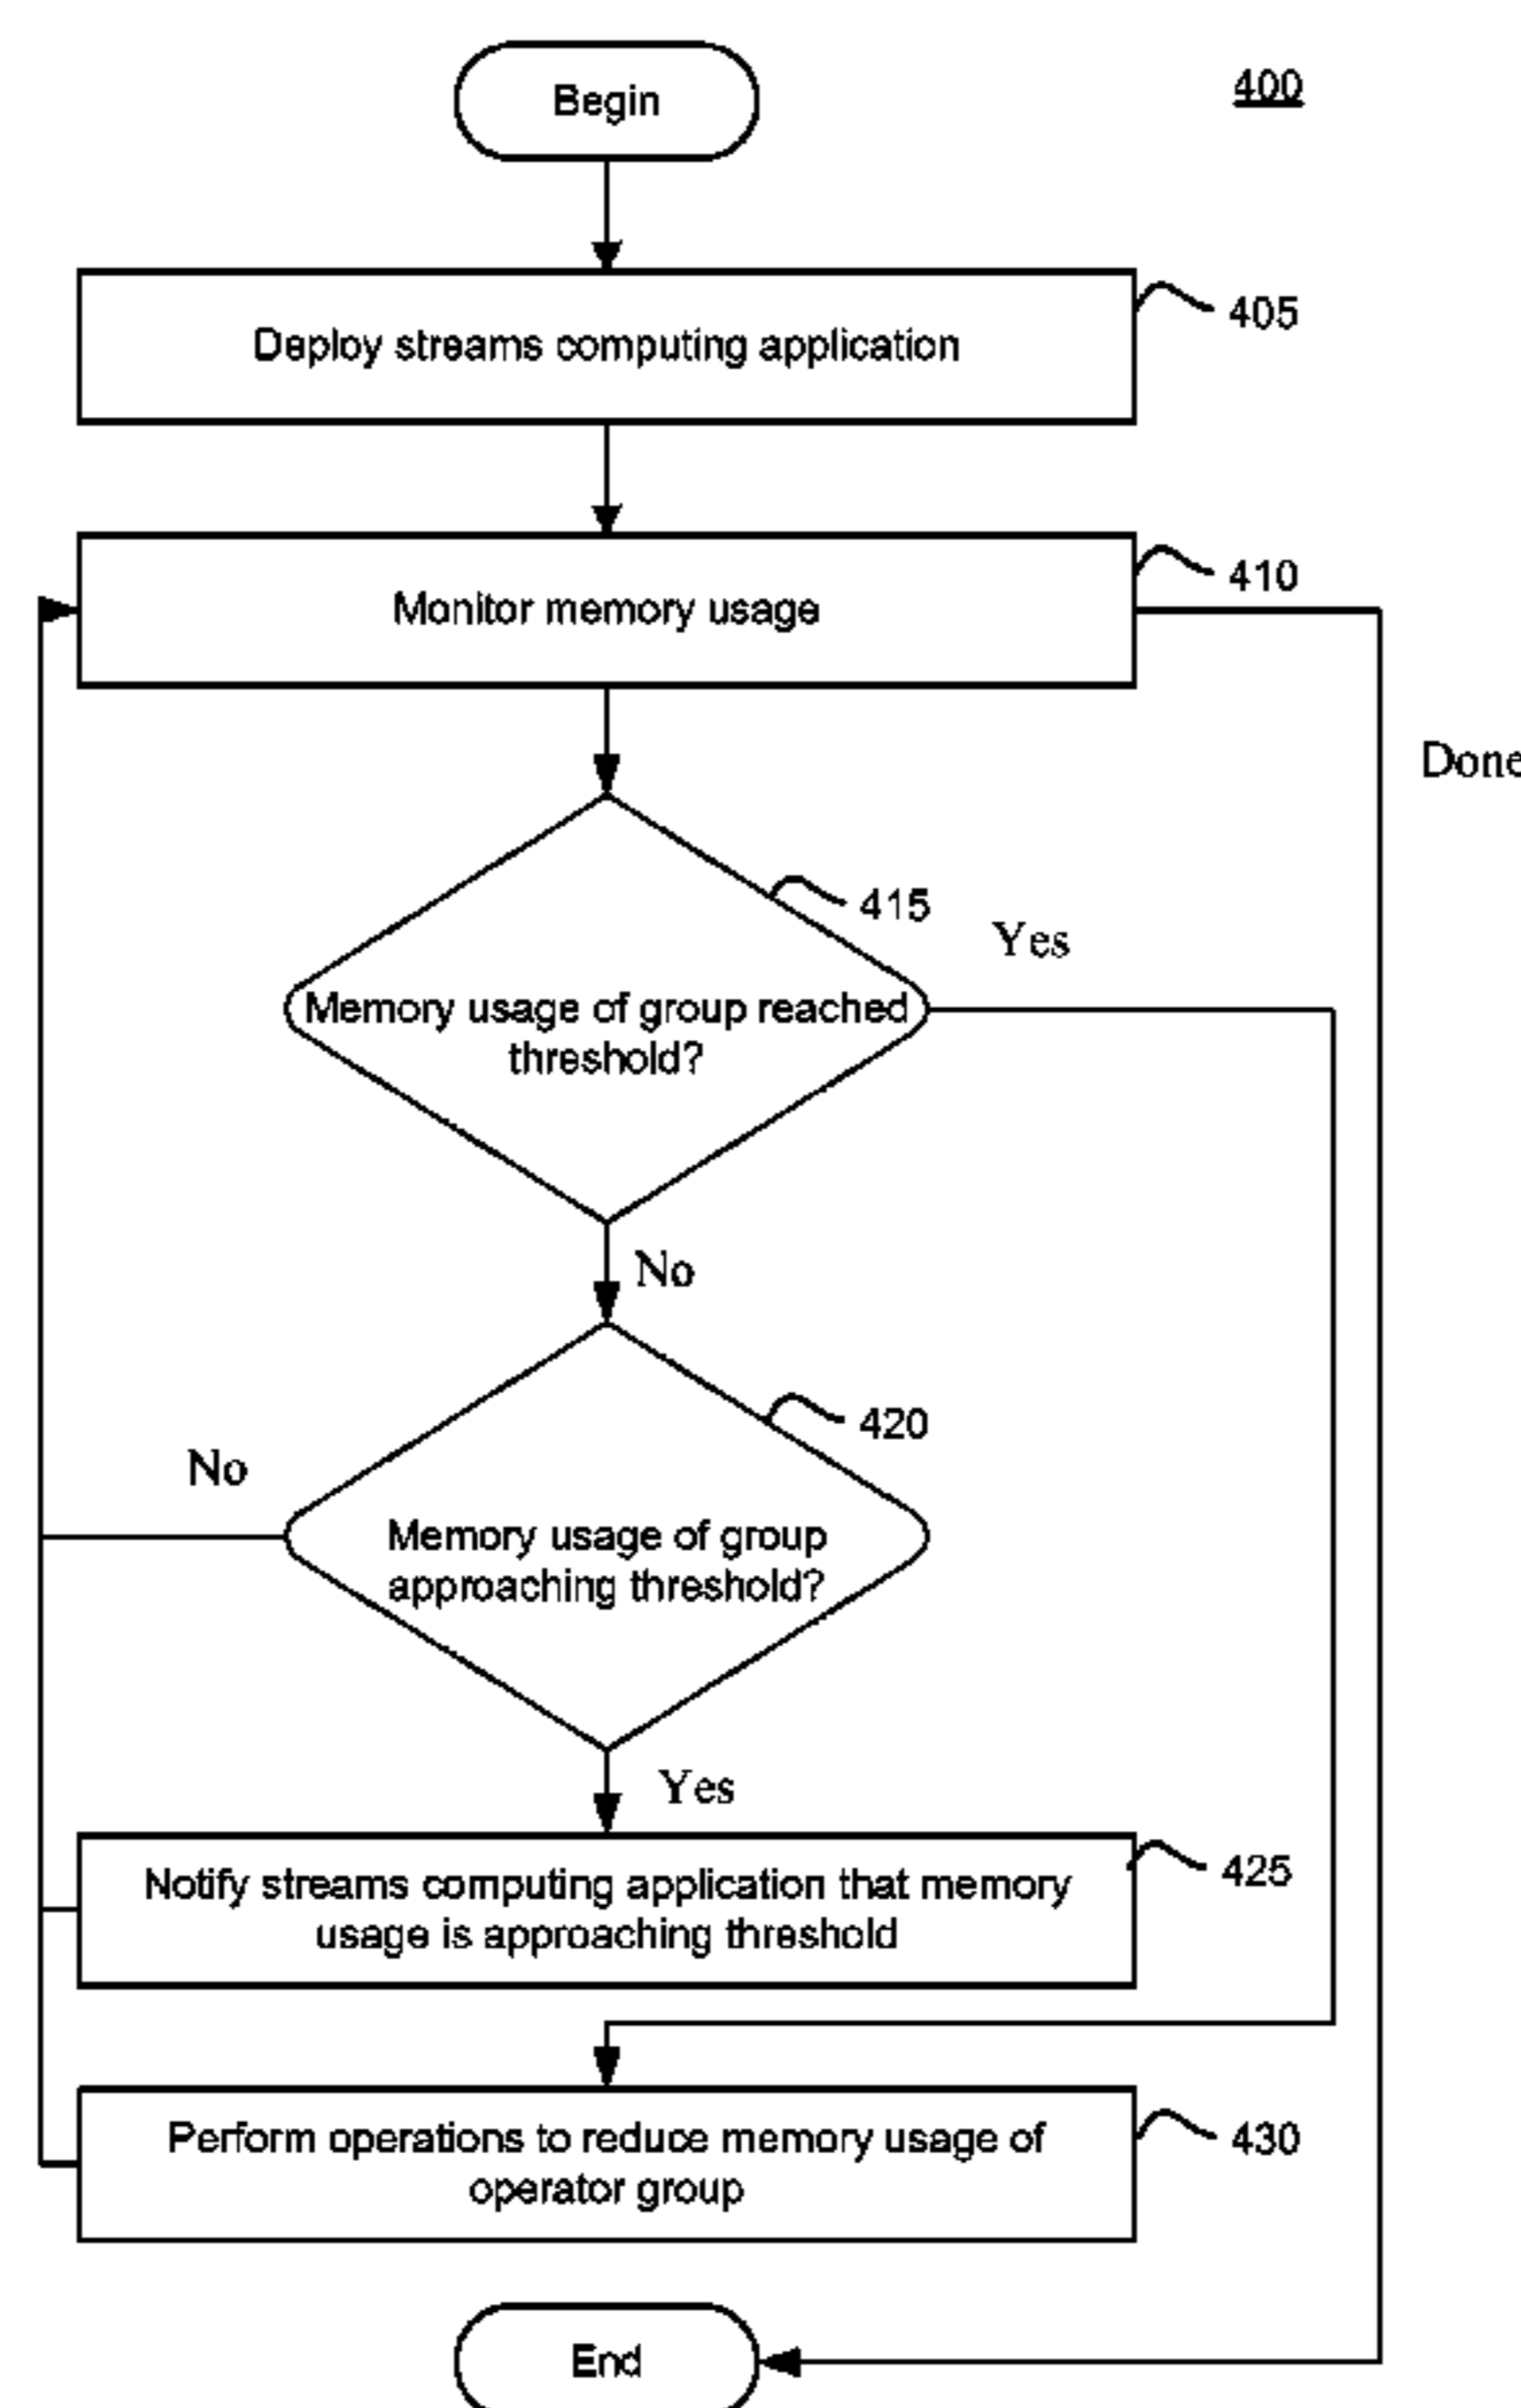 Begin
400
Deploy streams computing application
405
Monitor memory usage
410
Done
415
Yes
Memory usage of group reached
threshold?
No
420
No
Memory usage of group
approaching threshold?
Yes
Notify streams computing application that memory
usage is approaching threshold
425
Perform operations to reduce memory usage of
operator group
430
End